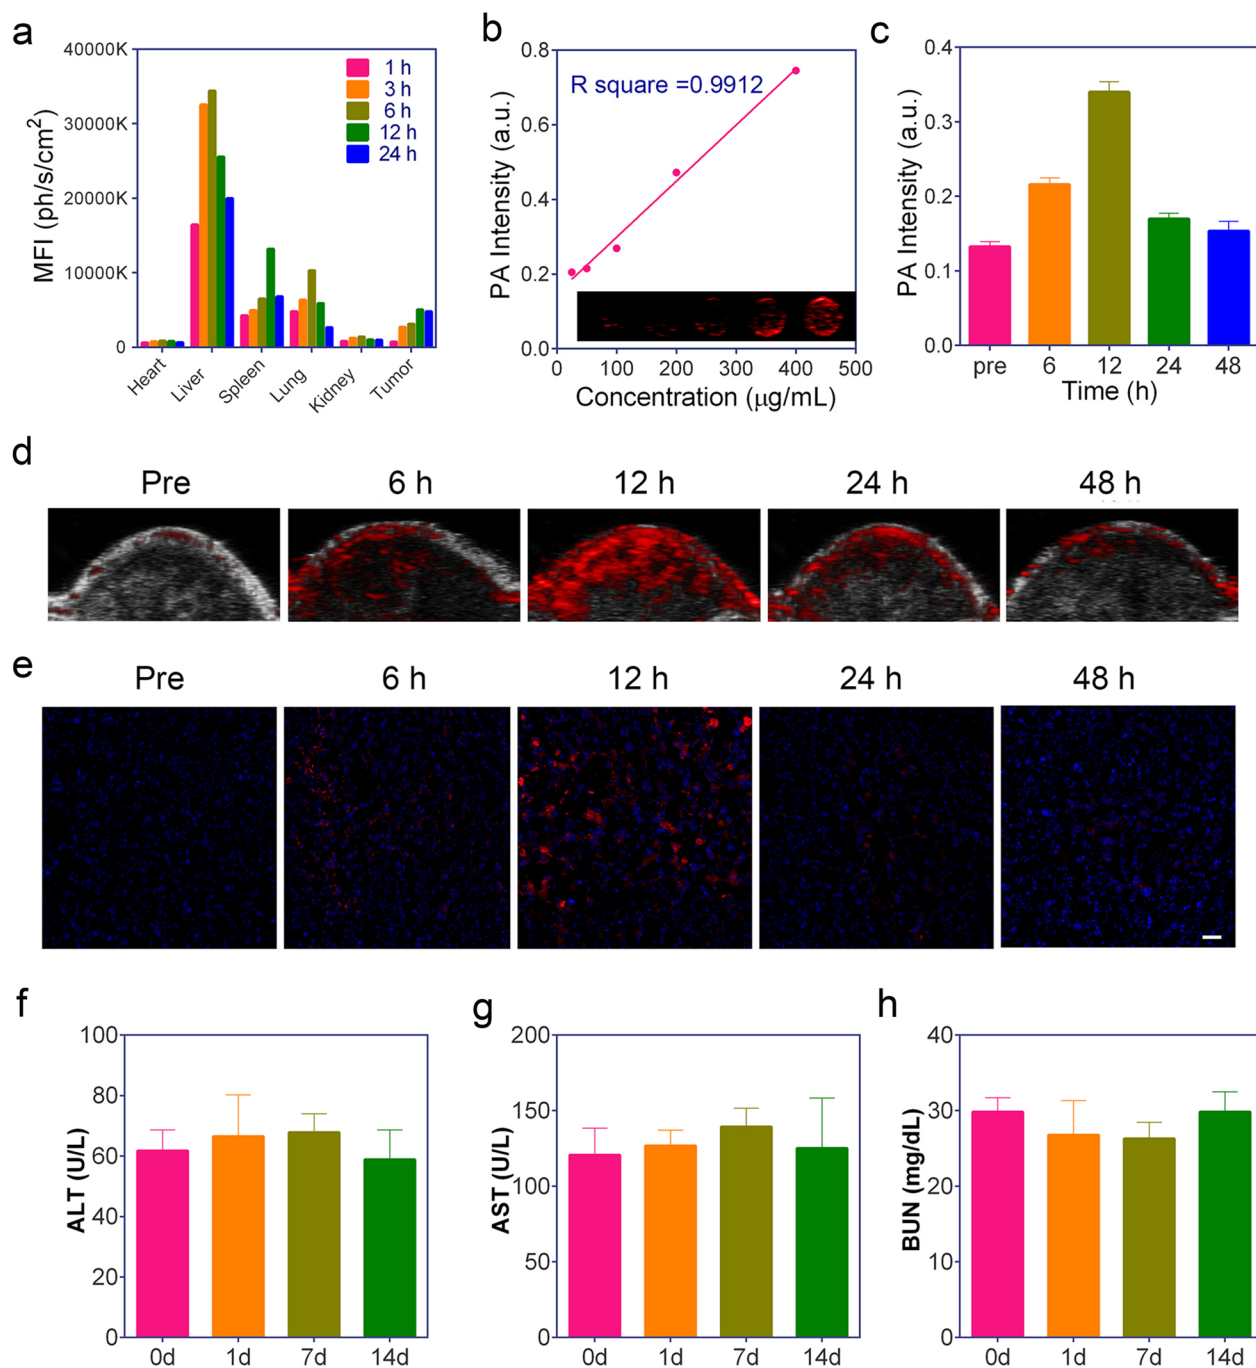 a
40000K
30000K
20000K
10000K
0
MFI (ph/s/cm²)
1 h
3 h
6 h
12 h
24 h
Heart
Liver
Spleen
Lung
Kidney
Tumor
b
0.8
0.6
0.4
0.2
0.0
PA Intensity (a.u.)
R square =0.9912
0 100 200 300 400 500
Concentration (μg/mL)
c
0.4
0.3
0.2
0.1
0.0
PA Intensity (a.u.)
pre 6 12 24 48
Time (h)
d
Pre 6 h 12 h 24 h 48 h
e
Pre 6 h 12 h 24 h 48 h
f
100
80
60
40
20
0
ALT (U/L)
0d 1d 7d 14d
g
200
150
100
50
0
AST (U/L)
0d 1d 7d 14d
h
40
30
20
10
0
BUN (mg/dL)
0d 1d 7d 14d